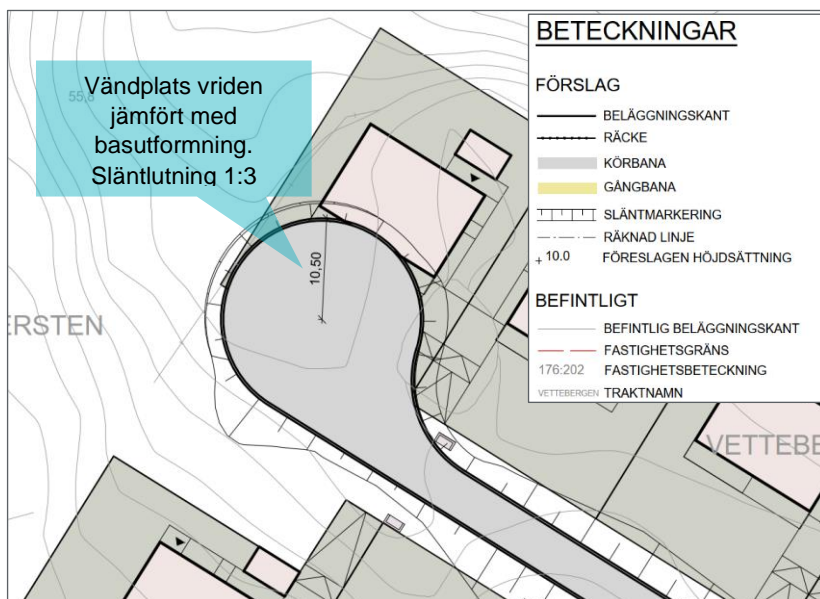 Vändplats vriden
jämfört med
basutformning.
Släntlutning 1:3
55,8
10,50
ERSTEN
VETTEBE
BETECKNINGAR
FÖRSLAG
BELÄGGNINGSKANT
RÄCKE
KÖRBANA
GÅNGBANA
SLÄNTMARKERING
RÄKNAD LINJE
+ 10.0 FÖRESLAGEN HÖJDSÄTTNING
BEFINTLIGT
BEFINTLIG BELÄGGNINGSKANT
FASTIGHETSGRÄNS
176:202 FASTIGHETSBETECKNING
VETTEBERGEN TRAKTNAMN